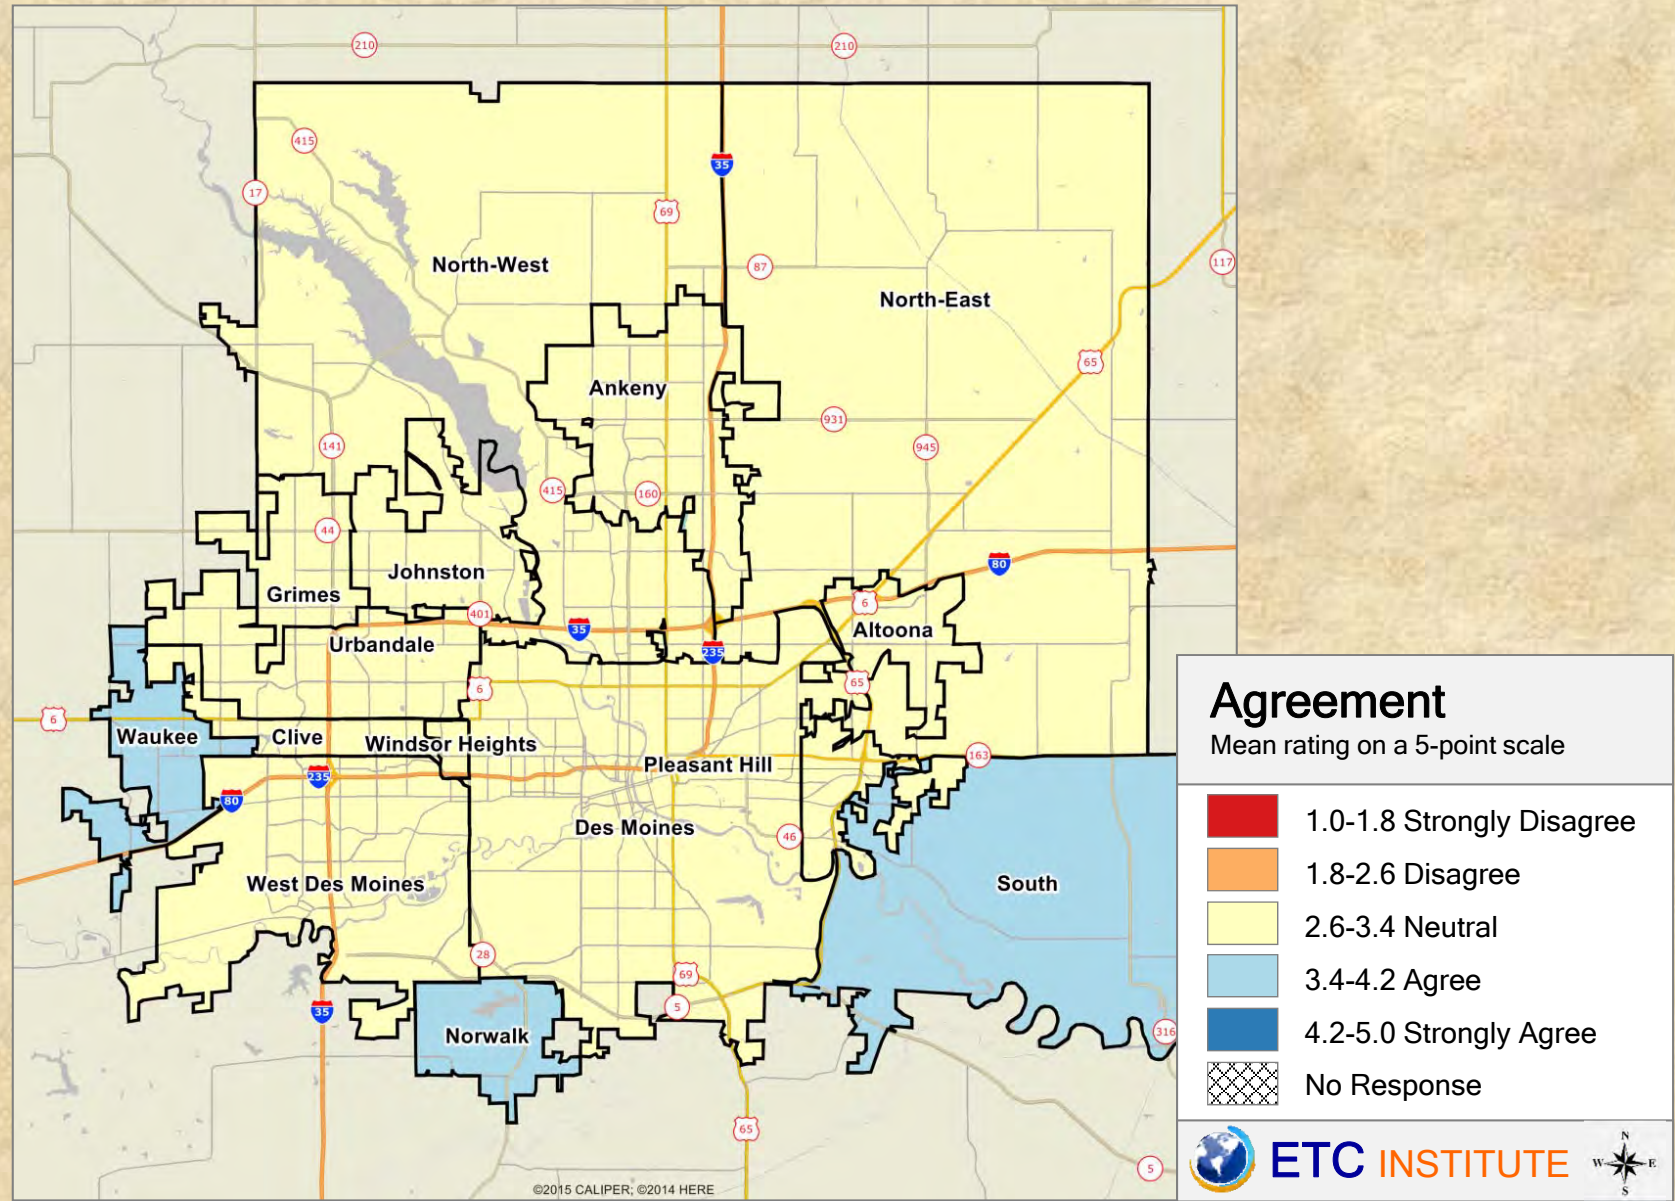 210
210
415
35
17
69
87
117
North-West
North-East
65
Ankeny
931
141
945
415
160
44
80
Johnston
Grimes
6
401
35
Altoona
Urbandale
235
65
6
6
Waukee
Clive
Windsor Heights
163
Pleasant Hill
235
80
Des Moines
46
West Des Moines
South
28
69
5
35
Norwalk
316
65
5
©2015 CALIPER; ©2014 HERE
Agreement
Mean rating on a 5-point scale
1.0-1.8 Strongly Disagree
1.8-2.6 Disagree
2.6-3.4 Neutral
3.4-4.2 Agree
4.2-5.0 Strongly Agree
No Response
ETC INSTITUTE
N
W E
S